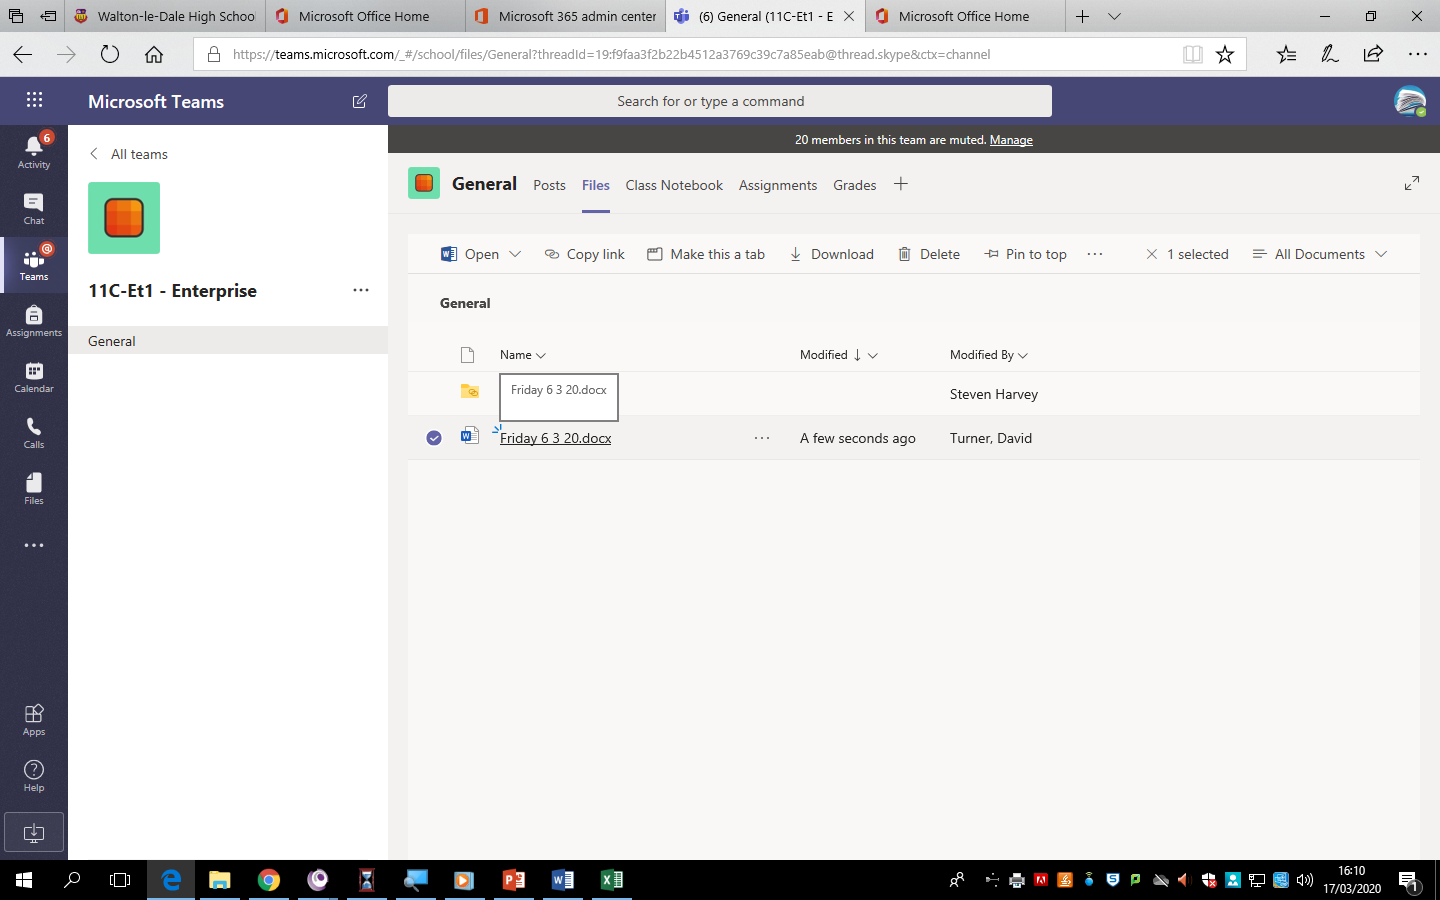 Walton-le-Dale High School
Microsoft Office Home
Microsoft 365 admin center
(6) General (11C-Et1 - E
Microsoft Office Home
https://teams.microsoft.com/_#/school/files/General?threadId=19:f9faa3f2b22b4512a3769c39c7a85eab@thread.skype&ctx=channel
Microsoft Teams
Search for or type a command
20 members in this team are muted. Manage
6
Activity
Chat
@
Teams
Assignments
Calendar
Calls
Files
Apps
Help
All teams
11C-Et1 - Enterprise
General
General Posts Files Class Notebook Assignments Grades
Open Copy link Make this a tab Download Delete Pin to top 1 selected All Documents
General
Name Modified Modified By
Friday 6 3 20.docx
Steven Harvey
Friday 6 3 20.docx A few seconds ago Turner, David
16:10
17/03/2020
1